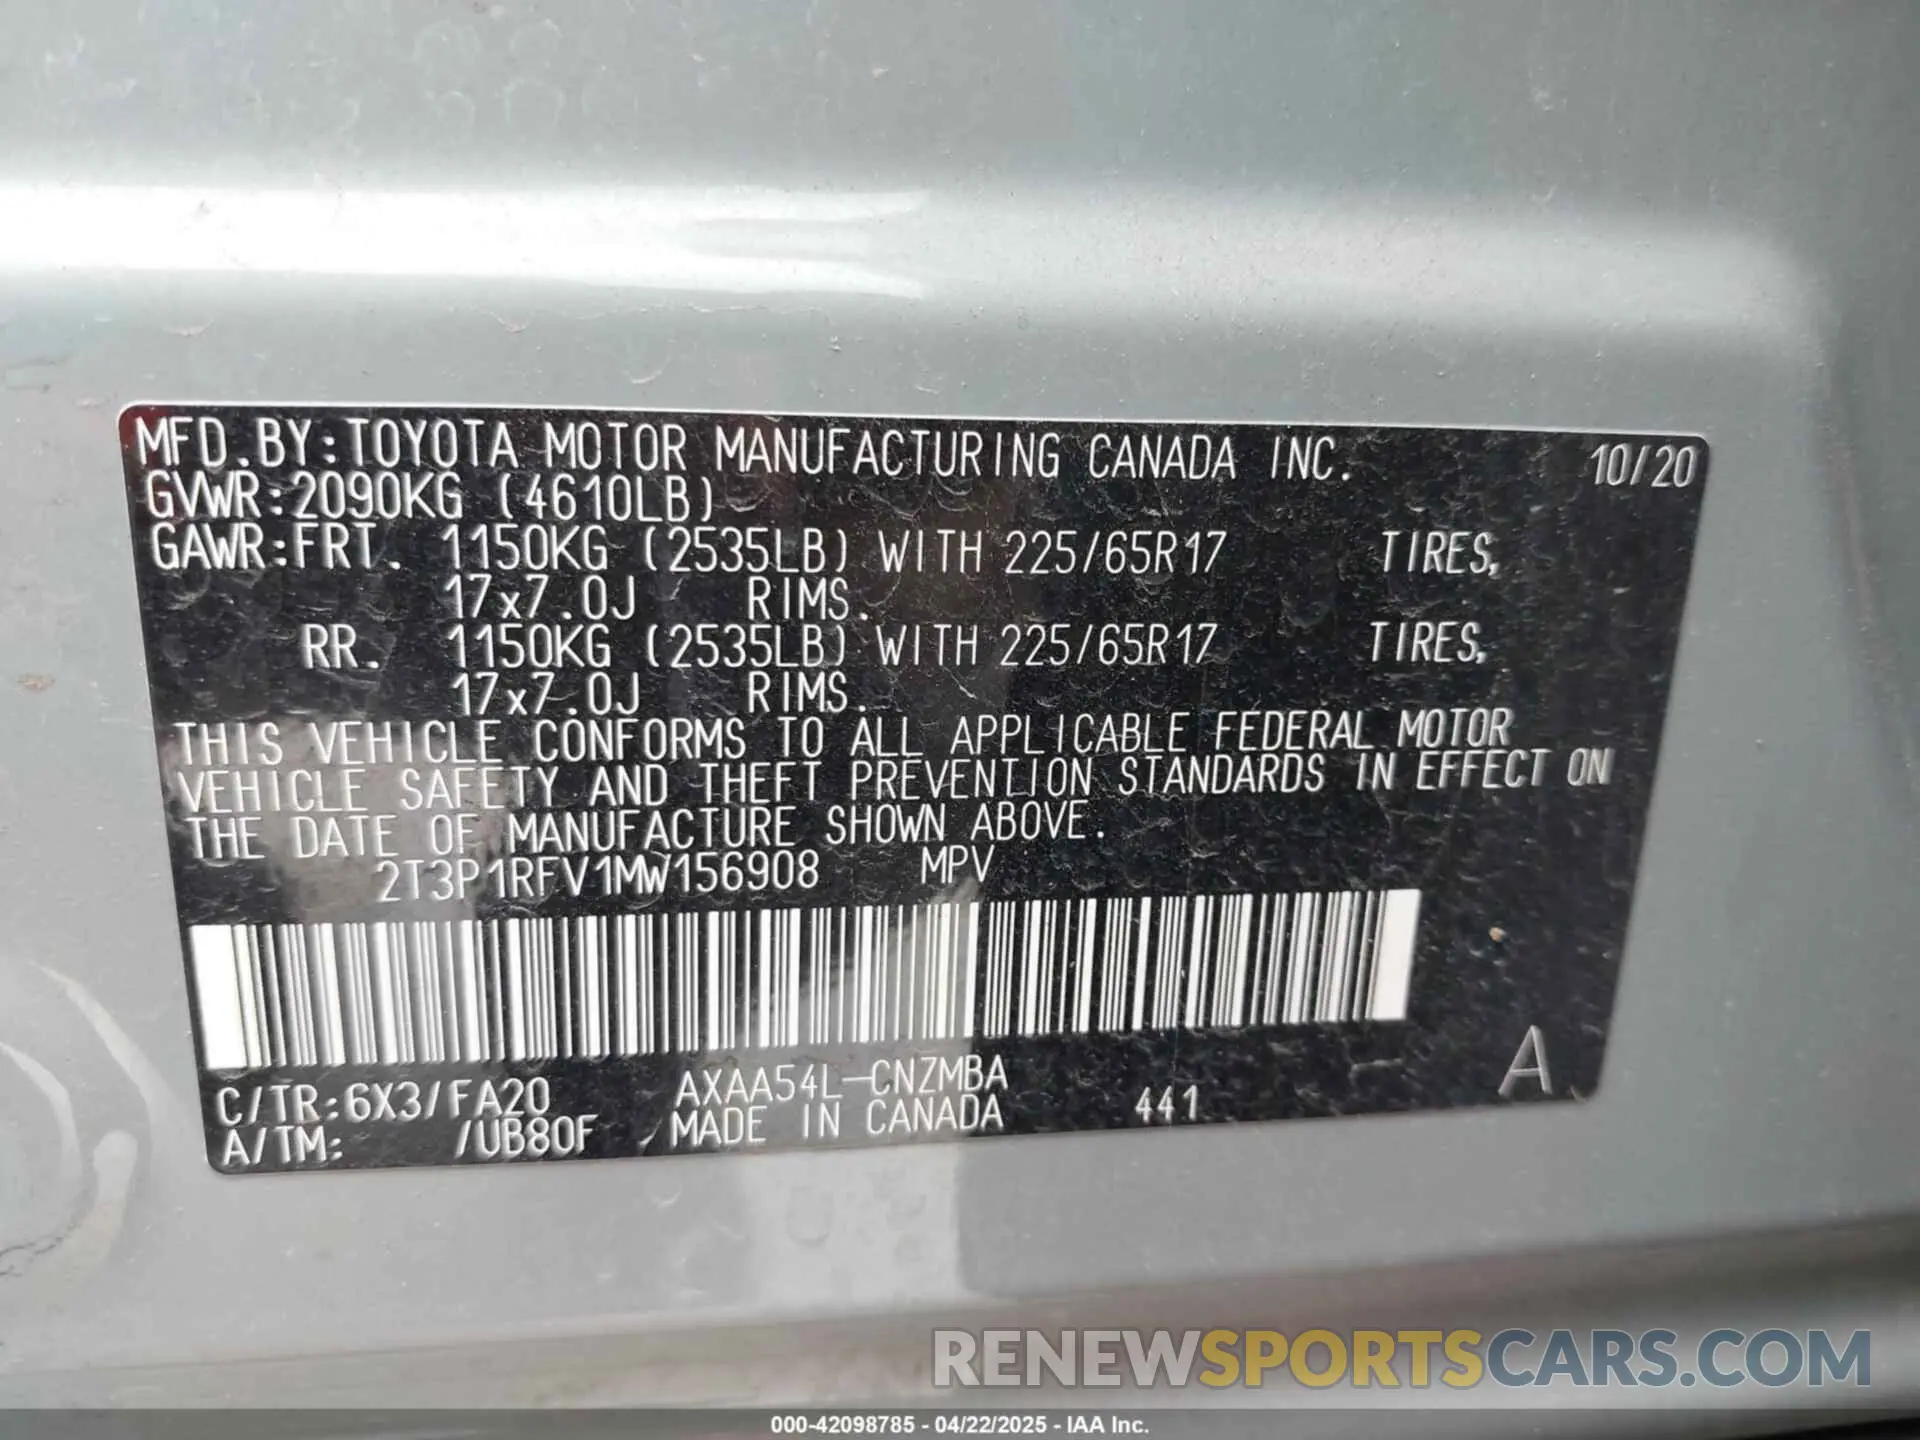 MFD.BY:TOYOTA MOTOR MANUFACTURING CANADA INC. 10/20
GVWR:2090KG (4610LB)
GAWR:FRT. 1150KG (2535LB) WITH 225/65R17 TIRES,
17x7.0J RIMS.
RR. 1150KG (2535LB) WITH 225/65R17 TIRES,
17x7.0J RIMS.
THIS VEHICLE CONFORMS TO ALL APPLICABLE FEDERAL MOTOR
VEHICLE SAFETY AND THEFT PREVENTION STANDARDS IN EFFECT ON
THE DATE OF MANUFACTURE SHOWN ABOVE.
2T3P1RFV1MW156908 MPV
C/TR:6X3/FA20 AXAA54L-CNZMBA
A/TM: /UB80F MADE IN CANADA 441 A
RENEWSPORTSCARS.COM
000-42098785 - 04/22/2025 - IAA Inc.